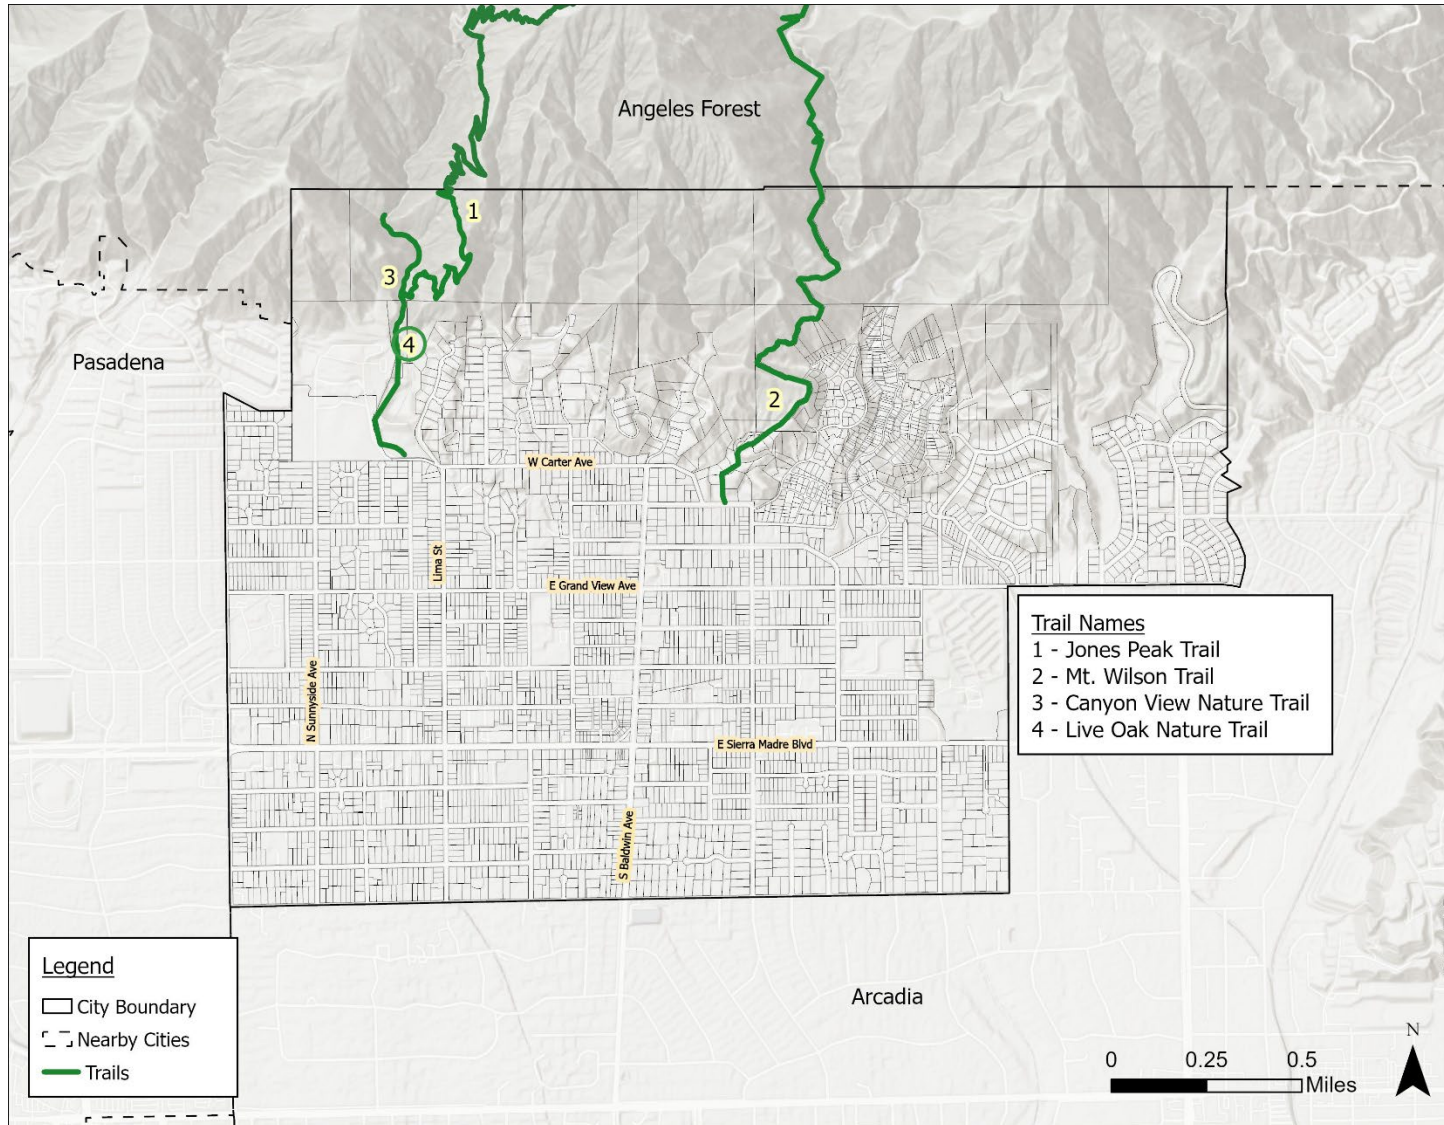 Angeles Forest
1
3
4
Pasadena
2
W Carter Ave
Lima St
E Grand View Ave
Trail Names
1 - Jones Peak Trail
2 - Mt. Wilson Trail
3 - Canyon View Nature Trail
4 - Live Oak Nature Trail
N Sunnyside Ave
E Sierra Madre Blvd
S Baldwin Ave
Legend
City Boundary
Nearby Cities
Trails
Arcadia
N
0 0.25 0.5
Miles